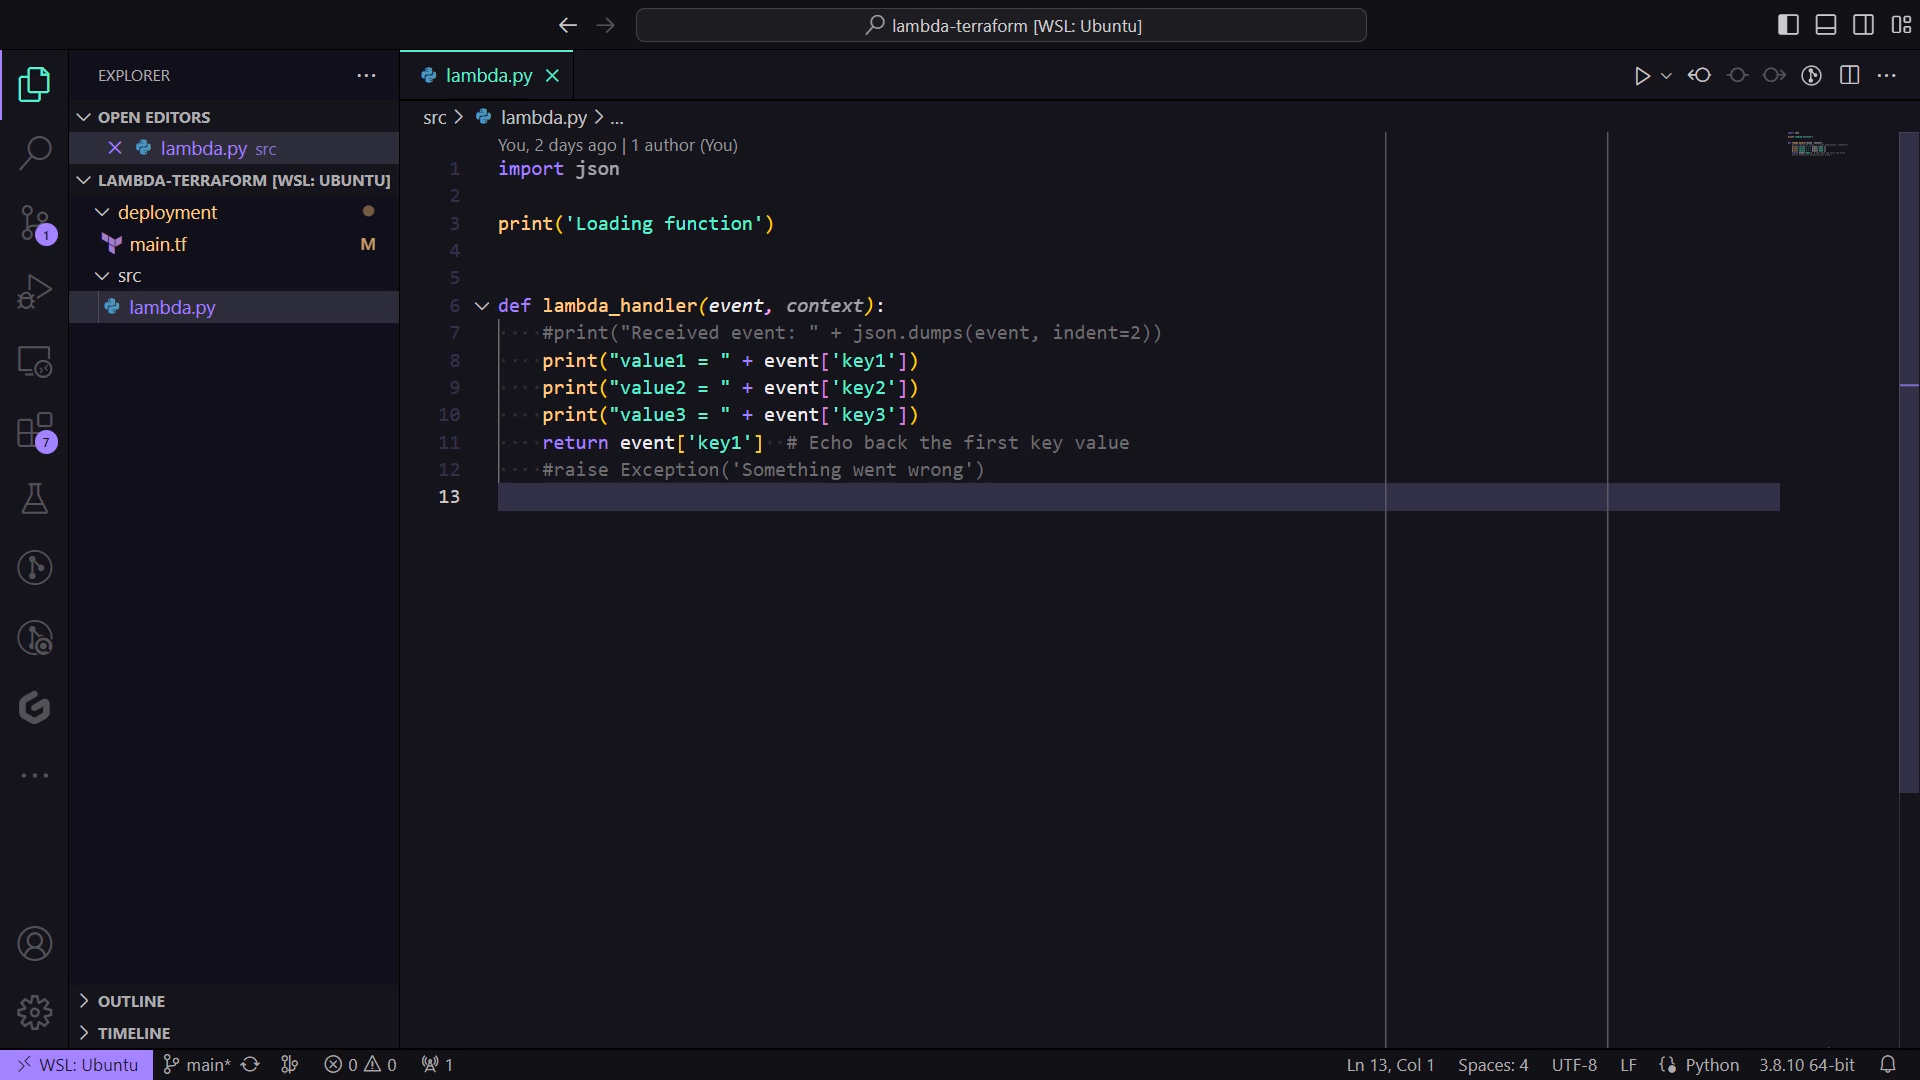 lambda-terraform [WSL: Ubuntu]
EXPLORER
OPEN EDITORS
lambda.py src
LAMBDA-TERRAFORM [WSL: UBUNTU]
deployment
main.tf M
src
lambda.py
OUTLINE
TIMELINE
1
7
lambda.py
src > lambda.py > ...
You, 2 days ago | 1 author (You)
1 import json
2
3 print('Loading function')
4
5
6 def lambda_handler(event, context):
7 #print("Received event: " + json.dumps(event, indent=2))
8 print("value1 = " + event['key1'])
9 print("value2 = " + event['key2'])
10 print("value3 = " + event['key3'])
11 return event['key1']  # Echo back the first key value
12 #raise Exception('Something went wrong')
13
WSL: Ubuntu main* 0 0 1 Ln 13, Col 1 Spaces: 4 UTF-8 LF Python 3.8.10 64-bit